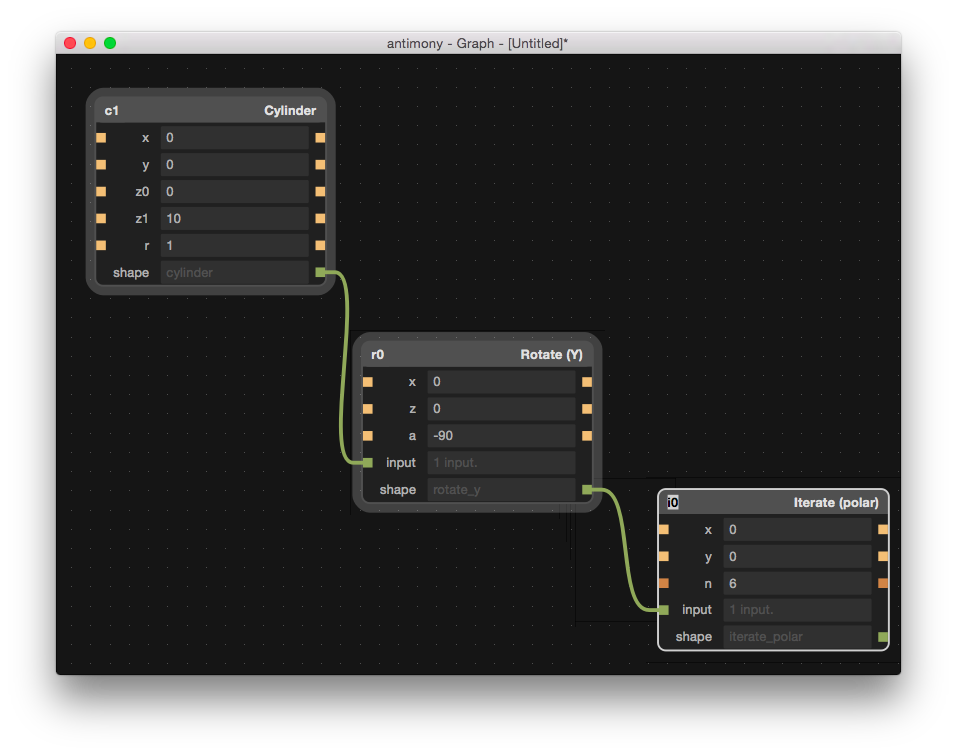 antimony - Graph - [Untitled]*
c1 Cylinder
x 0
y 0
z0 0
z1 10
r 1
shape cylinder
r0 Rotate (Y)
x 0
z 0
a -90
input 1 input.
shape rotate_y
i0 Iterate (polar)
x 0
y 0
n 6
input 1 input.
shape iterate_polar